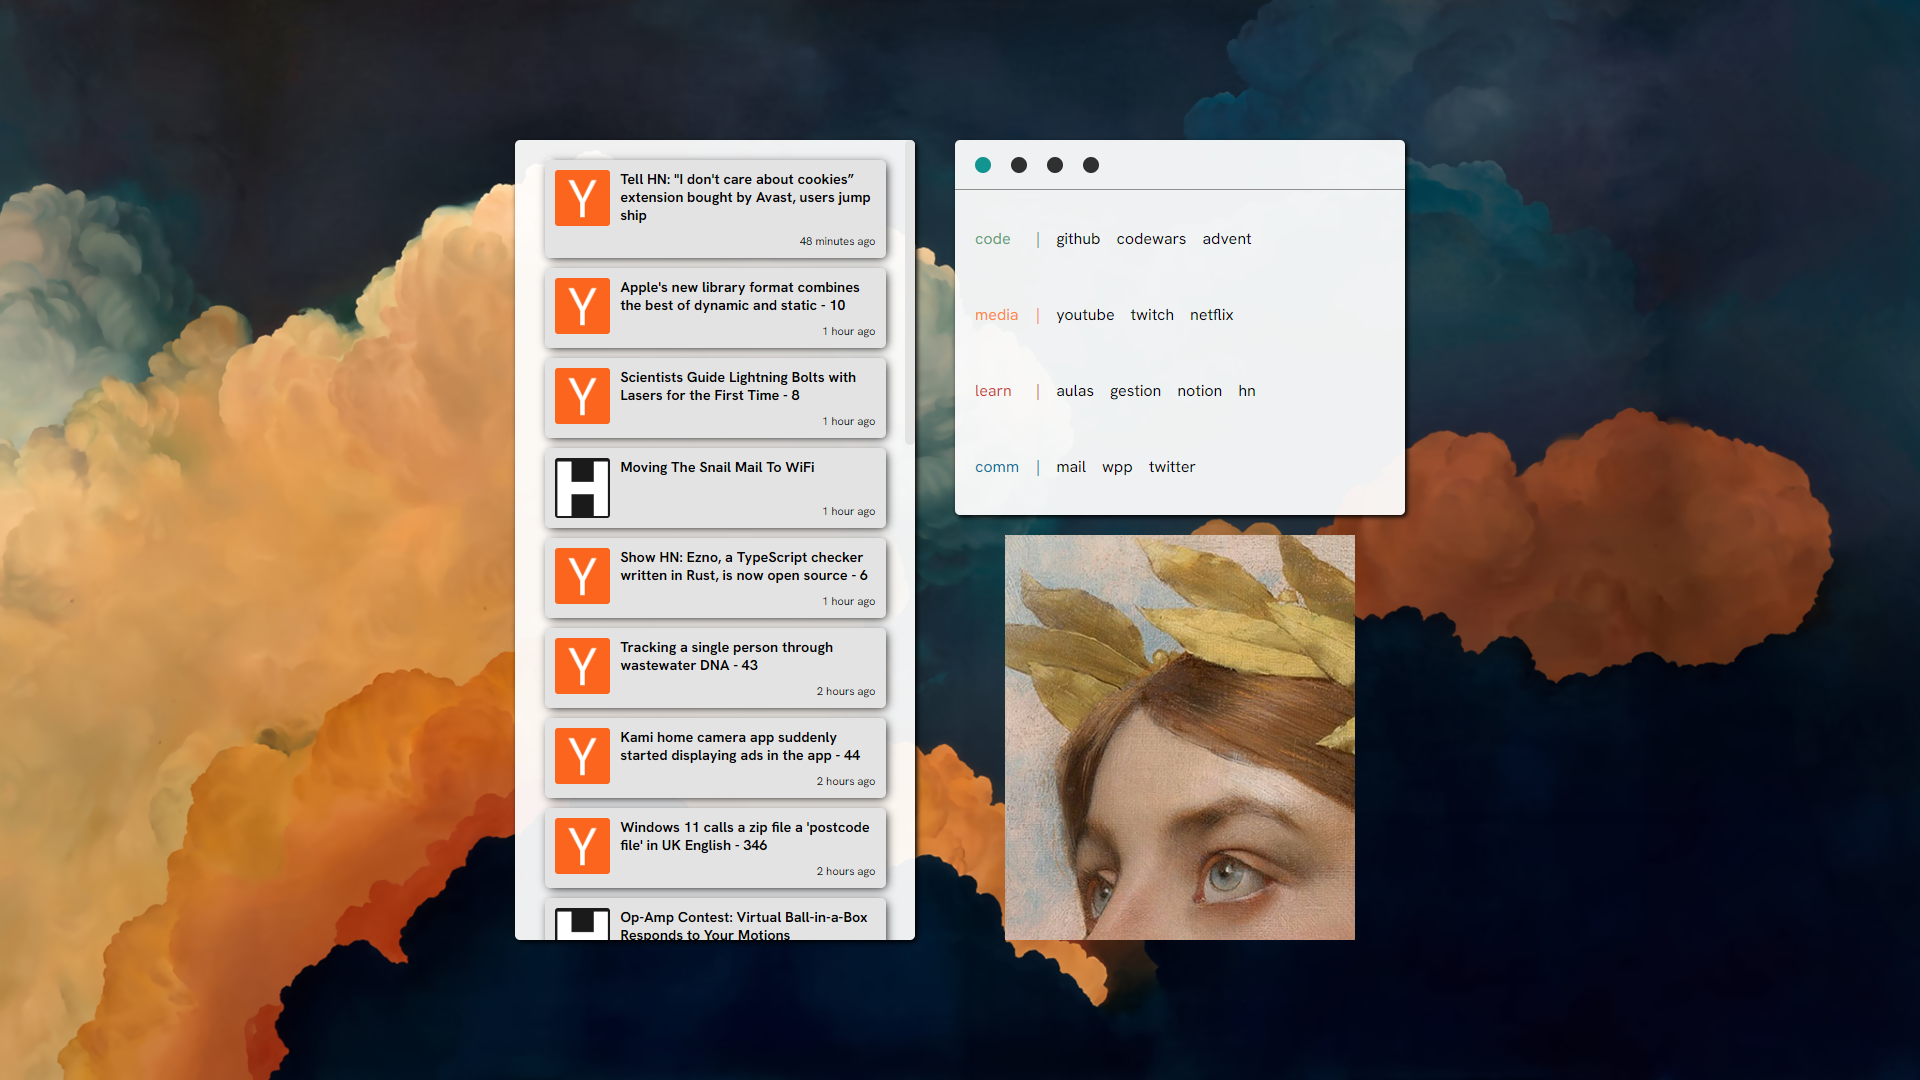 Y
Tell HN: "I don't care about cookies”
extension bought by Avast, users jump
ship
48 minutes ago
Y
Apple's new library format combines
the best of dynamic and static - 10
1 hour ago
Y
Scientists Guide Lightning Bolts with
Lasers for the First Time - 8
1 hour ago
H
Moving The Snail Mail To WiFi
1 hour ago
Y
Show HN: Ezno, a TypeScript checker
written in Rust, is now open source - 6
1 hour ago
Y
Tracking a single person through
wastewater DNA - 43
2 hours ago
Y
Kami home camera app suddenly
started displaying ads in the app - 44
2 hours ago
Y
Windows 11 calls a zip file a 'postcode
file' in UK English - 346
2 hours ago
H
Op-Amp Contest: Virtual Ball-in-a-Box
Responds to Your Motions
code | github codewars advent
media | youtube twitch netflix
learn | aulas gestion notion hn
comm | mail wpp twitter